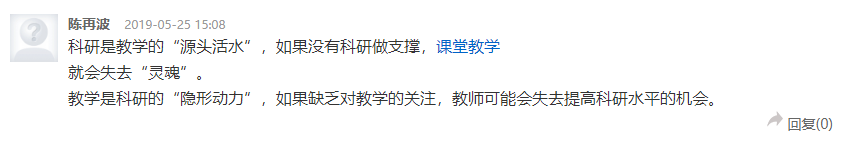 陈再波 2019-05-25 15:08
科研是教学的“源头活水”，如果没有科研做支撑，课堂教学
就会失去“灵魂”。
教学是科研的“隐形动力”，如果缺乏对教学的关注，教师可能会失去提高科研水平的机会。
回复(0)